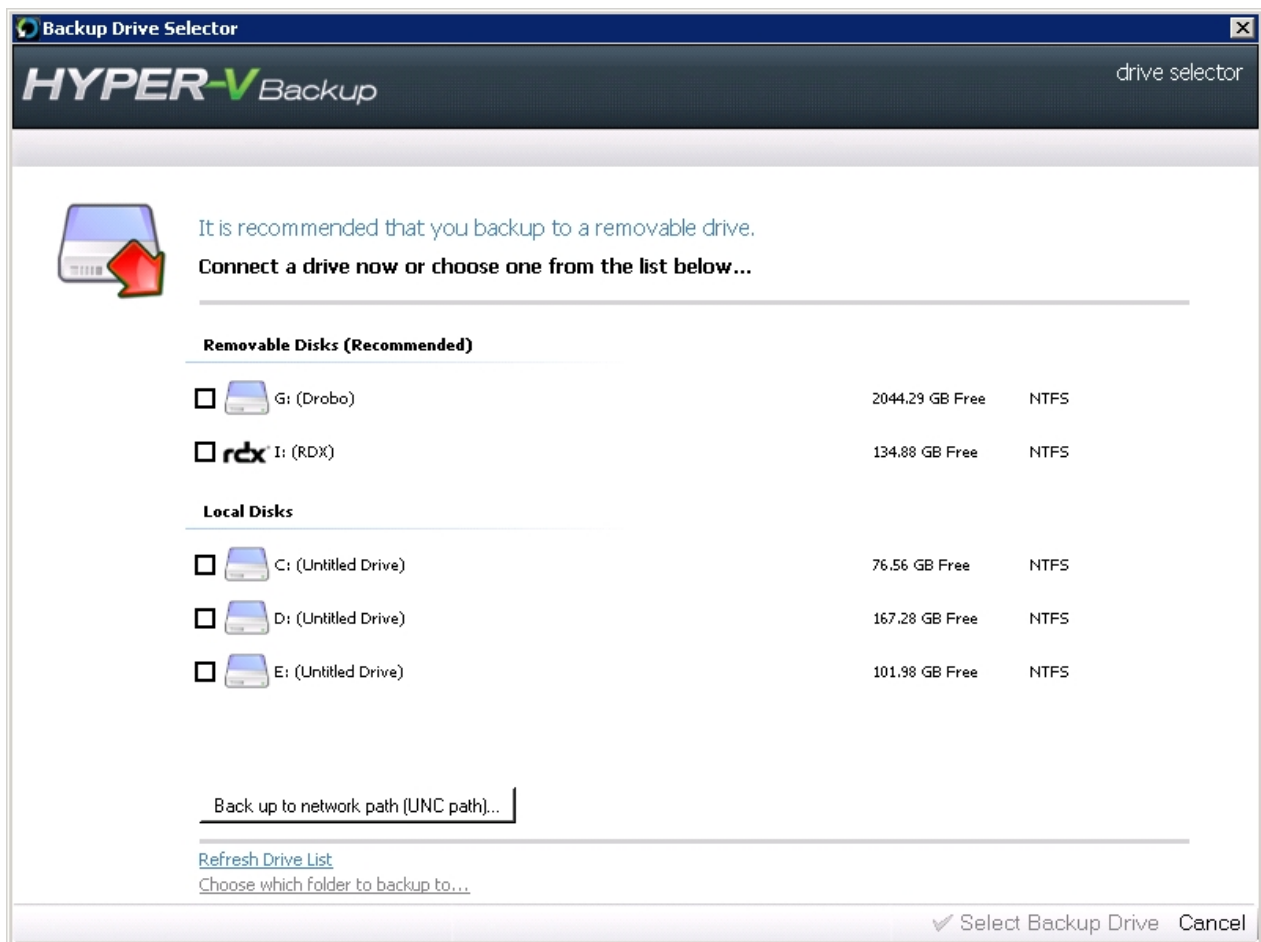 Backup Drive Selector
HYPER-V Backup
drive selector
It is recommended that you backup to a removable drive.
Connect a drive now or choose one from the list below...
Removable Disks (Recommended)
G: (Drobo) 2044.29 GB Free NTFS
rdx I: (RDX) 134.88 GB Free NTFS
Local Disks
C: (Untitled Drive) 76.56 GB Free NTFS
D: (Untitled Drive) 167.28 GB Free NTFS
E: (Untitled Drive) 101.98 GB Free NTFS
Back up to network path (UNC path)...
Refresh Drive List
Choose which folder to backup to...
Select Backup Drive Cancel